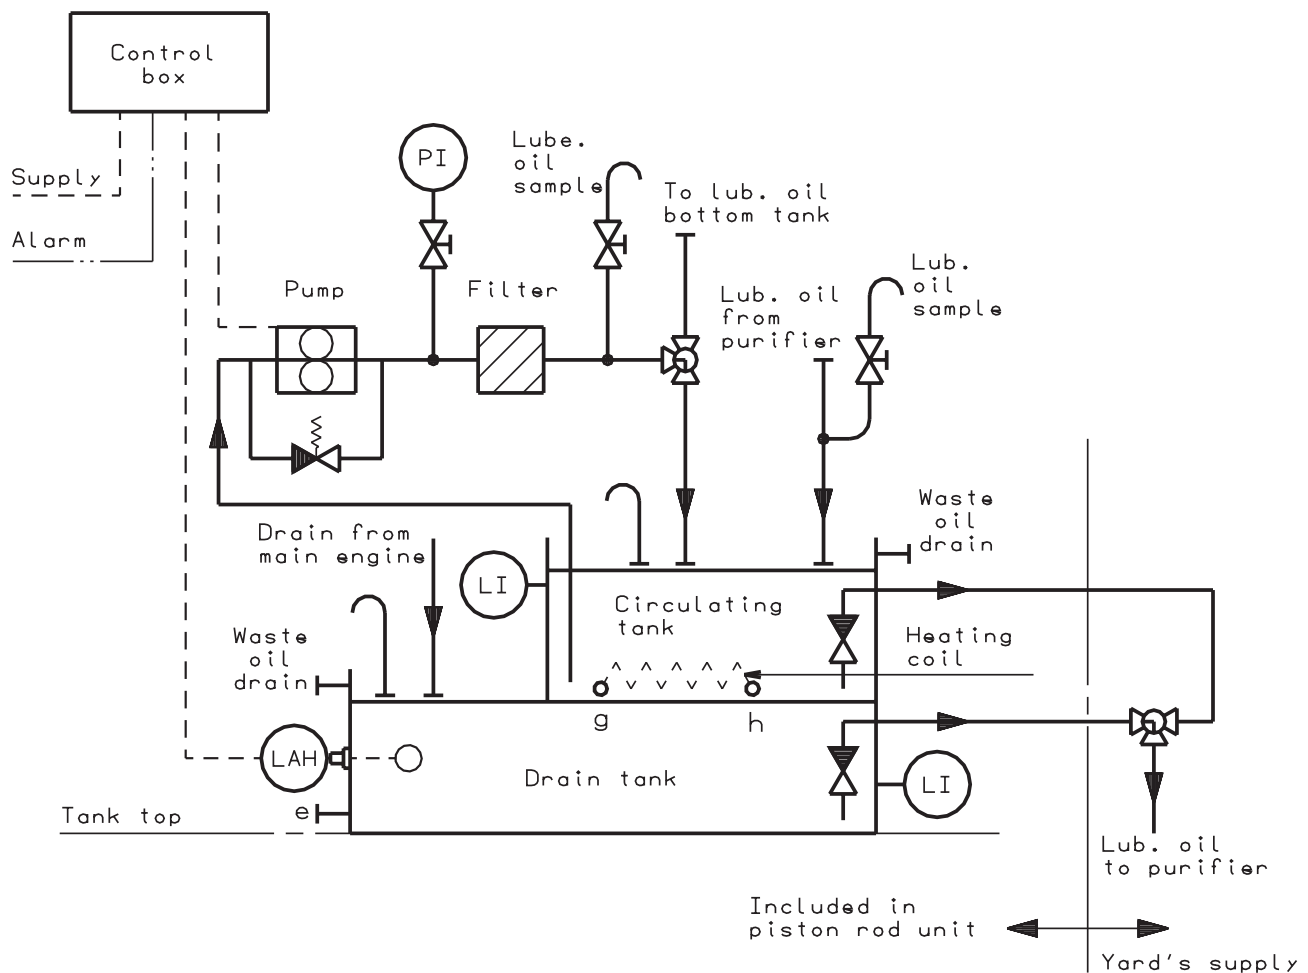 Control
box
Supply
Alarm
PI
Lube.
oil
sample
To lub. oil
bottom tank
Lub.
oil
sample
Pump
Filter
Lub. oil
from
purifier
Waste
oil
drain
Drain from
main engine
LI
Circulating
tank
Heating
coil
Waste
oil
drain
g
h
LAH
Drain tank
LI
e
Tank top
Lub. oil
to purifier
Included in
piston rod unit
Yard's supply